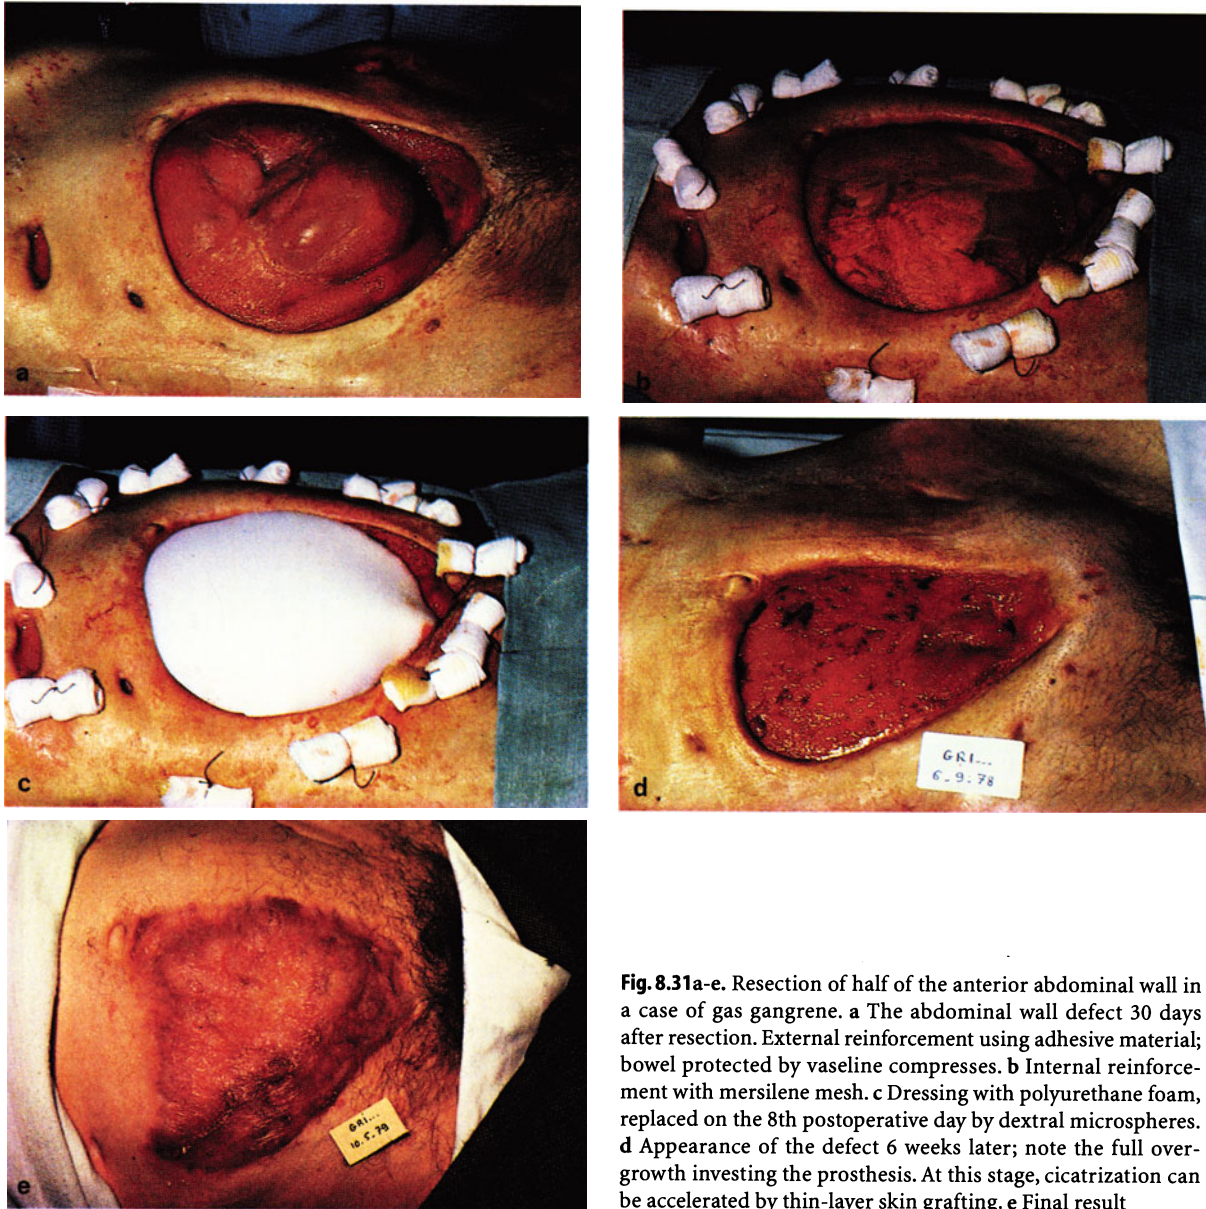 a
b
c
d
GRI...
6.9.78
e
GRI...
10.5.79
Fig. 8.31a-e. Resection of half of the anterior abdominal wall in
a case of gas gangrene. a The abdominal wall defect 30 days
after resection. External reinforcement using adhesive material;
bowel protected by vaseline compresses. b Internal reinforce-
ment with mersilene mesh. c Dressing with polyurethane foam,
replaced on the 8th postoperative day by dextral microspheres.
d Appearance of the defect 6 weeks later; note the full over-
growth investing the prosthesis. At this stage, cicatrization can
be accelerated by thin-layer skin grafting. e Final result